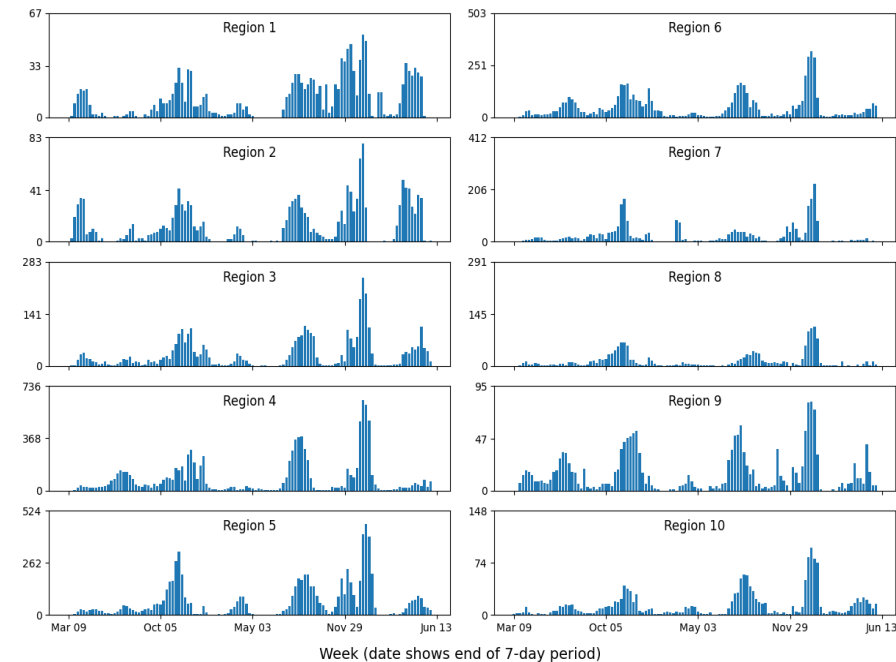 67
33
0
Region 1
503
251
0
Region 6
83
41
0
Region 2
412
206
0
Region 7
283
141
0
Region 3
291
145
0
Region 8
736
368
0
Region 4
95
47
0
Region 9
524
262
0
Region 5
148
74
0
Region 10
Mar 09 Oct 05 May 03 Nov 29 Jun 13
Mar 09 Oct 05 May 03 Nov 29 Jun 13
Week (date shows end of 7-day period)